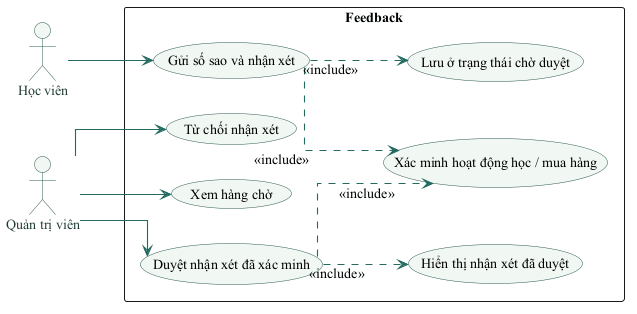 Feedback
Gửi số sao và nhận xét
«include»
Lưu ở trạng thái chờ duyệt
Học viên
Từ chối nhận xét
«include»
Xác minh hoạt động học / mua hàng
Xem hàng chờ
«include»
Quản trị viên
Duyệt nhận xét đã xác minh
«include»
Hiển thị nhận xét đã duyệt